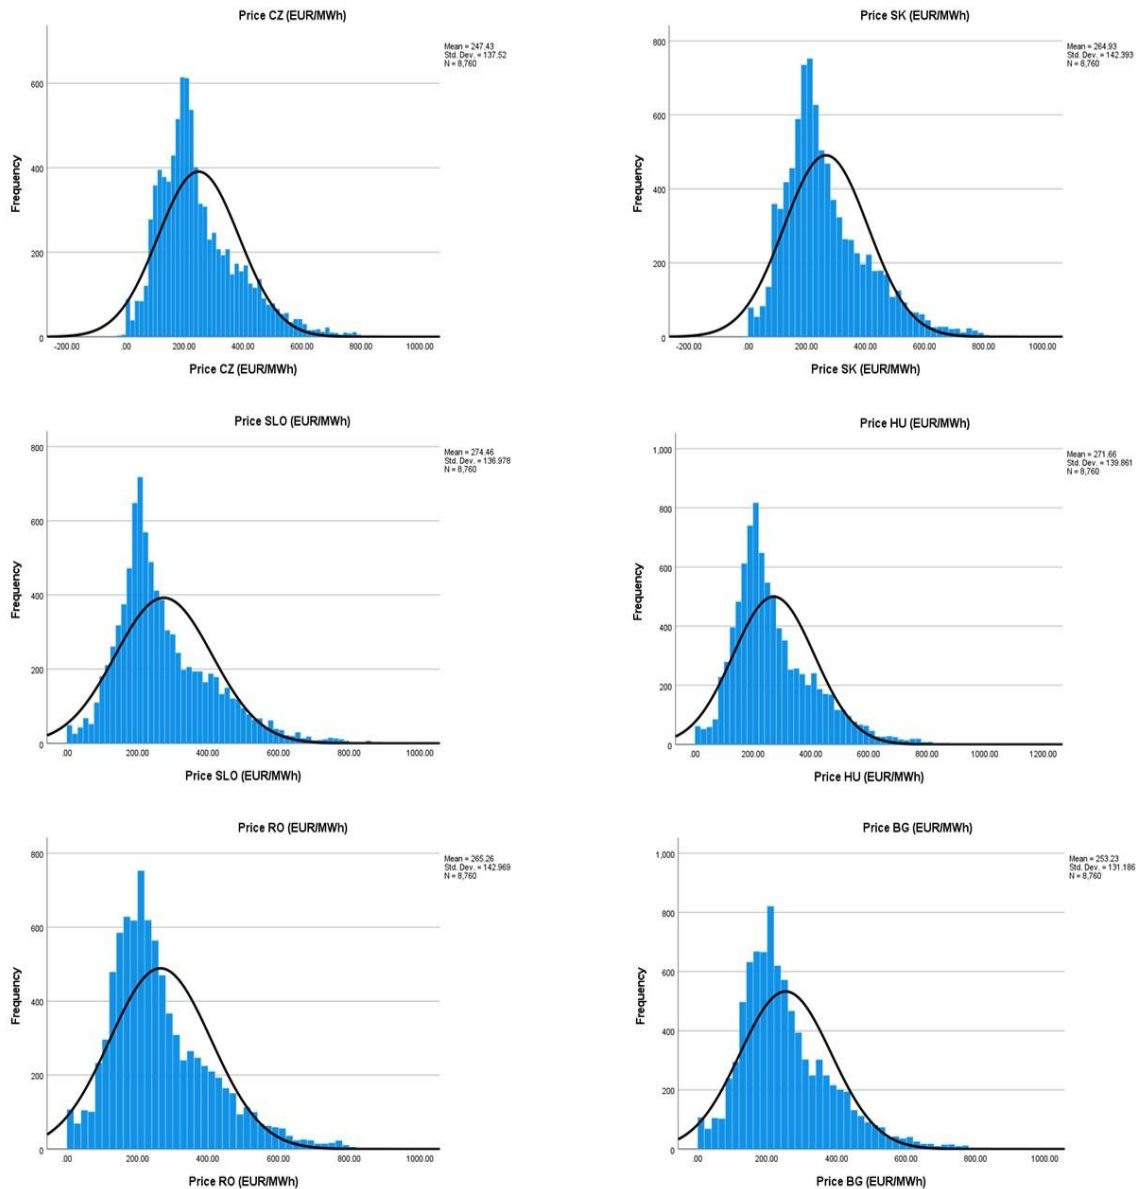 Price CZ (EUR/MWh)
Mean = 247.43
Std. Dev. = 137.52
N = 8,760
Frequency
600
400
200
0
-200.00 .00 200.00 400.00 600.00 800.00 1000.00
Price CZ (EUR/MWh)
Price SK (EUR/MWh)
Mean = 264.93
Std. Dev. = 142.393
N = 8,760
Frequency
800
600
400
200
0
-200.00 .00 200.00 400.00 600.00 800.00 1000.00
Price SK (EUR/MWh)
Price SLO (EUR/MWh)
Mean = 274.46
Std. Dev. = 136.978
N = 8,760
Frequency
800
600
400
200
0
.00 200.00 400.00 600.00 800.00 1000.00
Price SLO (EUR/MWh)
Price HU (EUR/MWh)
Mean = 271.66
Std. Dev. = 139.861
N = 8,760
Frequency
1,000
800
600
400
200
0
.00 200.00 400.00 600.00 800.00 1000.00 1200.00
Price HU (EUR/MWh)
Price RO (EUR/MWh)
Mean = 265.26
Std. Dev. = 142.969
N = 8,760
Frequency
800
600
400
200
0
.00 200.00 400.00 600.00 800.00 1000.00
Price RO (EUR/MWh)
Price BG (EUR/MWh)
Mean = 253.23
Std. Dev. = 131.186
N = 8,760
Frequency
1,000
800
600
400
200
0
.00 200.00 400.00 600.00 800.00 1000.00
Price BG (EUR/MWh)